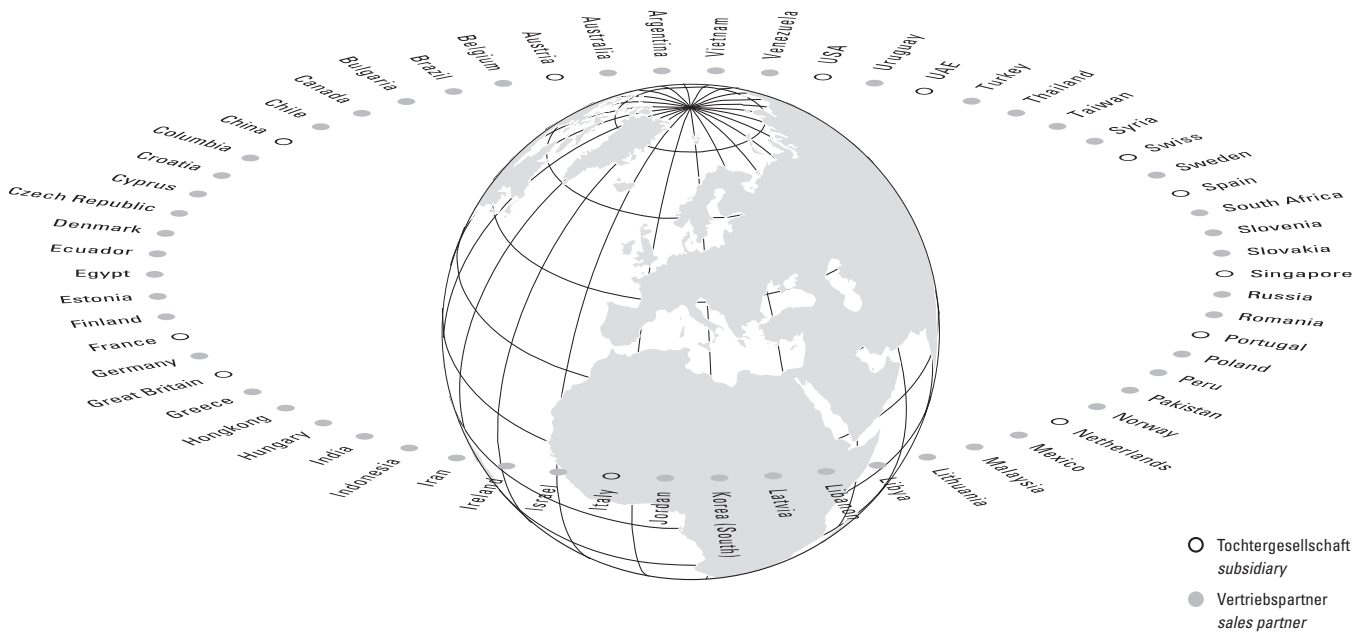 Argentina
Australia
Austria
Belgium
Brazil
Bulgaria
Canada
Chile
China
Columbia
Croatia
Cyprus
Czech Republic
Denmark
Ecuador
Egypt
Estonia
Finland
France
Germany
Great Britain
Greece
Hongkong
Hungary
India
Indonesia
Iran
Ireland
Israel
Italy
Jordan
Korea (South)
Latvia
Libanon
Libya
Lithuania
Malaysia
Mexico
Netherlands
Norway
Pakistan
Peru
Poland
Portugal
Romania
Russia
Singapore
Slovakia
Slovenia
South Africa
Spain
Sweden
Swiss
Syria
Taiwan
Thailand
Turkey
UAE
Uruguay
USA
Venezuela
Vietnam
Tochtergesellschaft
subsidiary
Vertriebspartner
sales partner